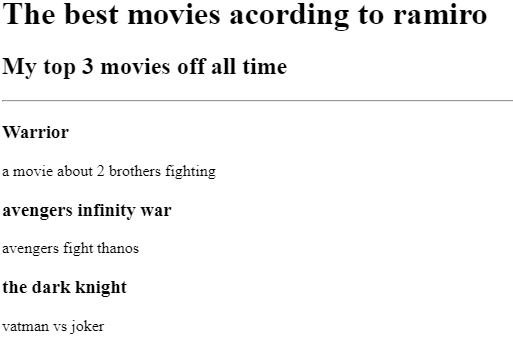 The best movies acording to ramiro
My top 3 movies off all time
Warrior
a movie about 2 brothers fighting
avengers infinity war
avengers fight thanos
the dark knight
vatman vs joker